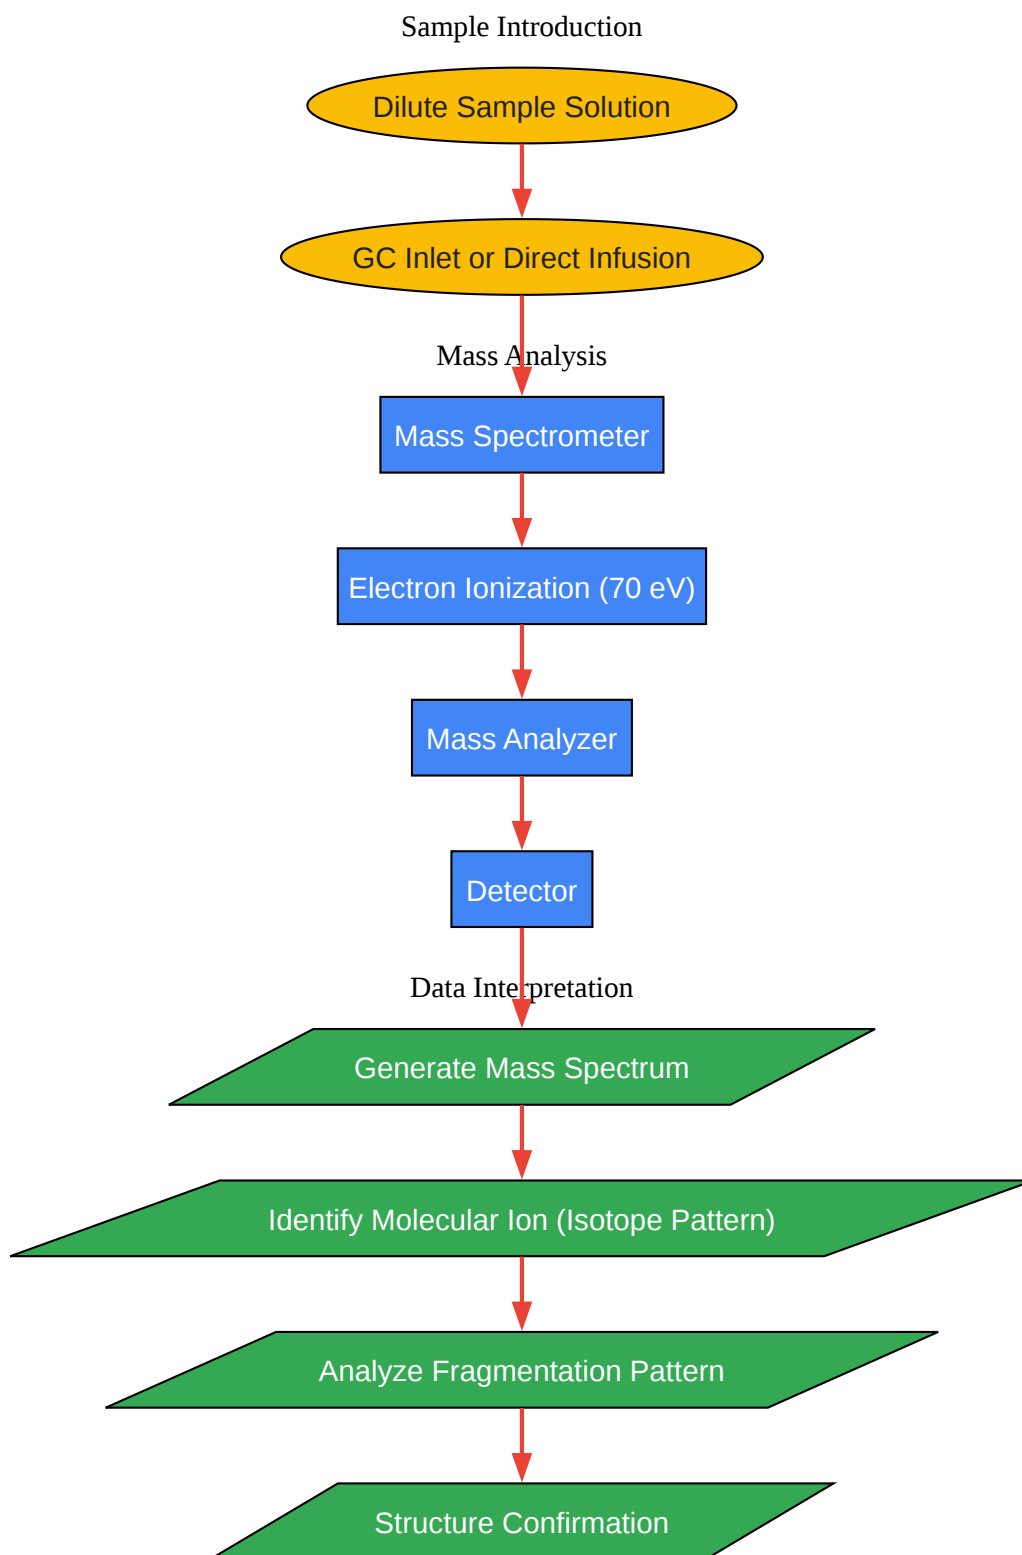 Sample Introduction
Dilute Sample Solution
GC Inlet or Direct Infusion
Mass Analysis
Mass Spectrometer
Electron Ionization (70 eV)
Mass Analyzer
Detector
Data Interpretation
Generate Mass Spectrum
Identify Molecular Ion (Isotope Pattern)
Analyze Fragmentation Pattern
Structure Confirmation